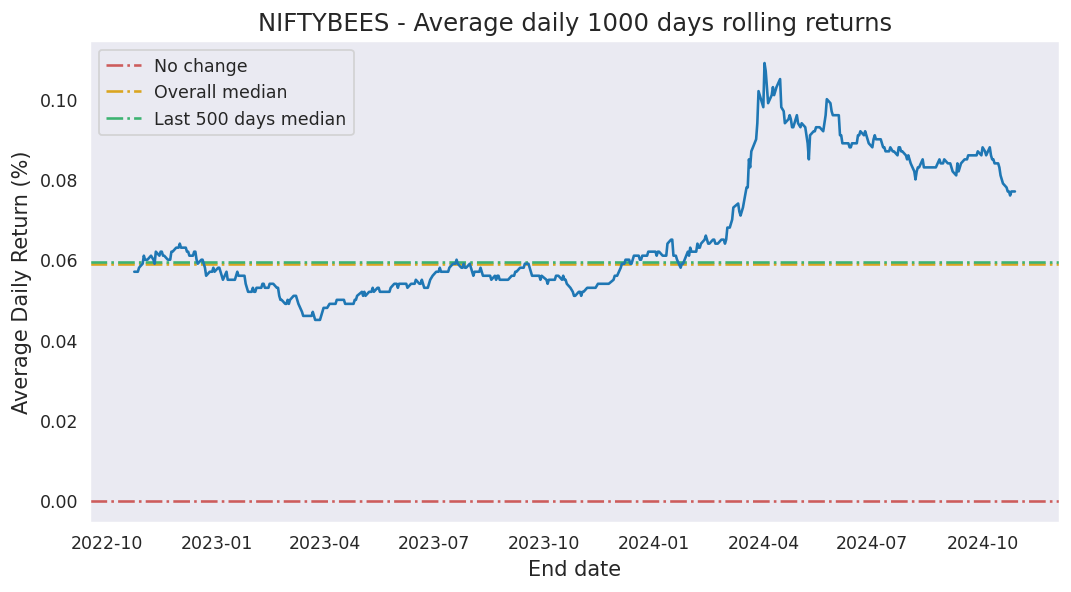 NIFTYBEES - Average daily 1000 days rolling returns
No change
Overall median
Last 500 days median
Average Daily Return (%)
0.10
0.08
0.06
0.04
0.02
0.00
2022-10 2023-01 2023-04 2023-07 2023-10 2024-01 2024-04 2024-07 2024-10
End date